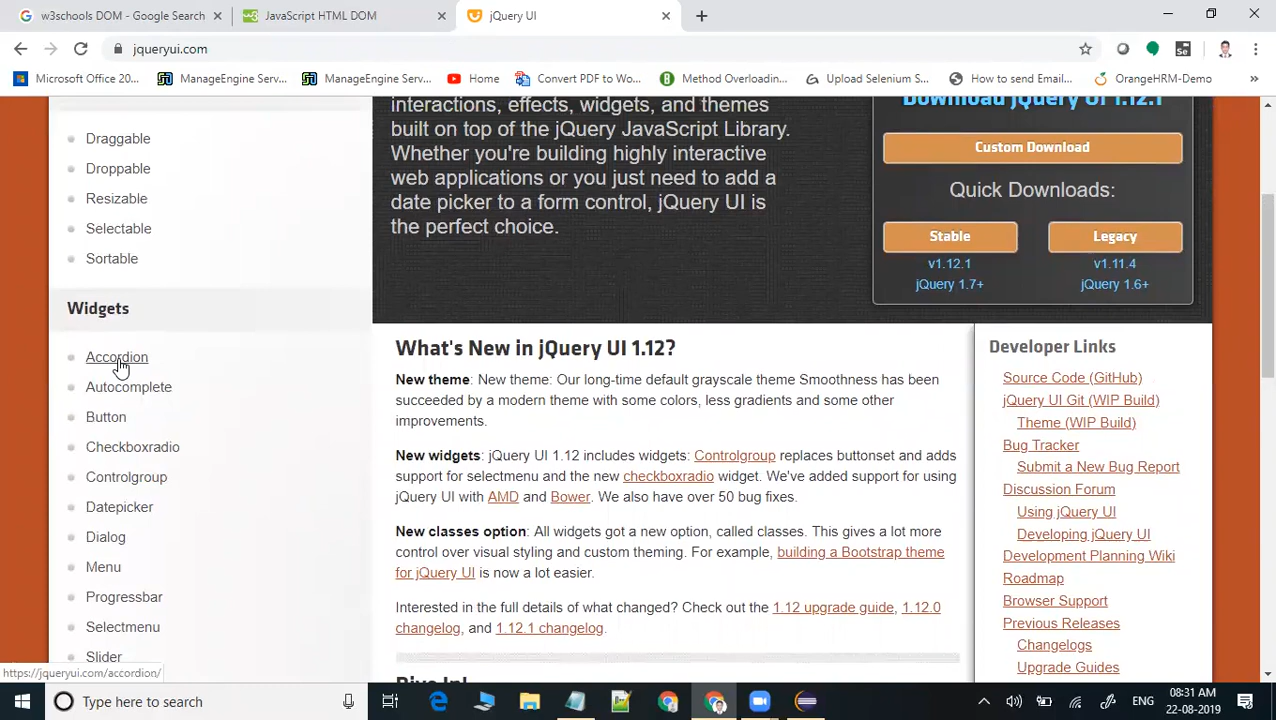 w3schools DOM - Google Search
JavaScript HTML DOM
jQuery UI
jqueryui.com
Microsoft Office 20...
ManageEngine Serv...
ManageEngine Serv...
Home
Convert PDF to Wo...
Method Overloadin...
Upload Selenium S...
How to send Email...
OrangeHRM-Demo
Draggable
Droppable
Resizable
Selectable
Sortable
Widgets
Accordion
Autocomplete
Button
Checkboxradio
Controlgroup
Datepicker
Dialog
Menu
Progressbar
Selectmenu
Slider
https://jqueryui.com/accordion/
interactions, effects, widgets, and themes
built on top of the jQuery JavaScript Library.
Whether you're building highly interactive
web applications or you just need to add a
date picker to a form control, jQuery UI is
the perfect choice.
Download jQuery UI 1.12.1
Custom Download
Quick Downloads:
Stable
Legacy
v1.12.1
v1.11.4
jQuery 1.7+
jQuery 1.6+
What's New in jQuery UI 1.12?
New theme: New theme: Our long-time default grayscale theme Smoothness has been
succeeded by a modern theme with some colors, less gradients and some other
improvements.
New widgets: jQuery UI 1.12 includes widgets: Controlgroup replaces buttonset and adds
support for selectmenu and the new checkboxradio widget. We've added support for using
jQuery UI with AMD and Bower. We also have over 50 bug fixes.
New classes option: All widgets got a new option, called classes. This gives a lot more
control over visual styling and custom theming. For example, building a Bootstrap theme
for jQuery UI is now a lot easier.
Interested in the full details of what changed? Check out the 1.12 upgrade guide, 1.12.0
changelog, and 1.12.1 changelog.
Dive In!
Developer Links
Source Code (GitHub)
jQuery UI Git (WIP Build)
Theme (WIP Build)
Bug Tracker
Submit a New Bug Report
Discussion Forum
Using jQuery UI
Developing jQuery UI
Development Planning Wiki
Roadmap
Browser Support
Previous Releases
Changelogs
Upgrade Guides
Type here to search
ENG
08:31 AM
22-08-2019